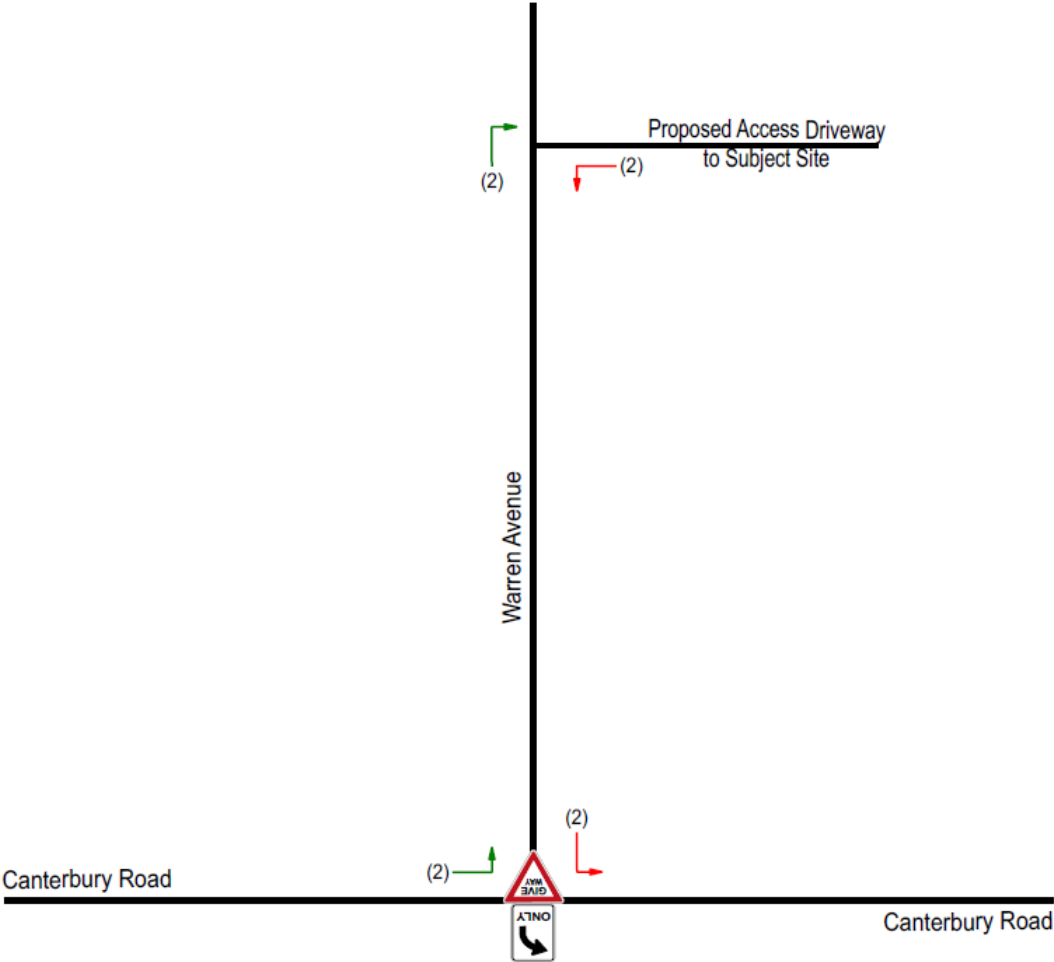 Proposed Access Driveway
to Subject Site
(2)
(2)
Warren Avenue
(2)
(2)
Canterbury Road
GIVE
WAY
Canterbury Road
ONLY